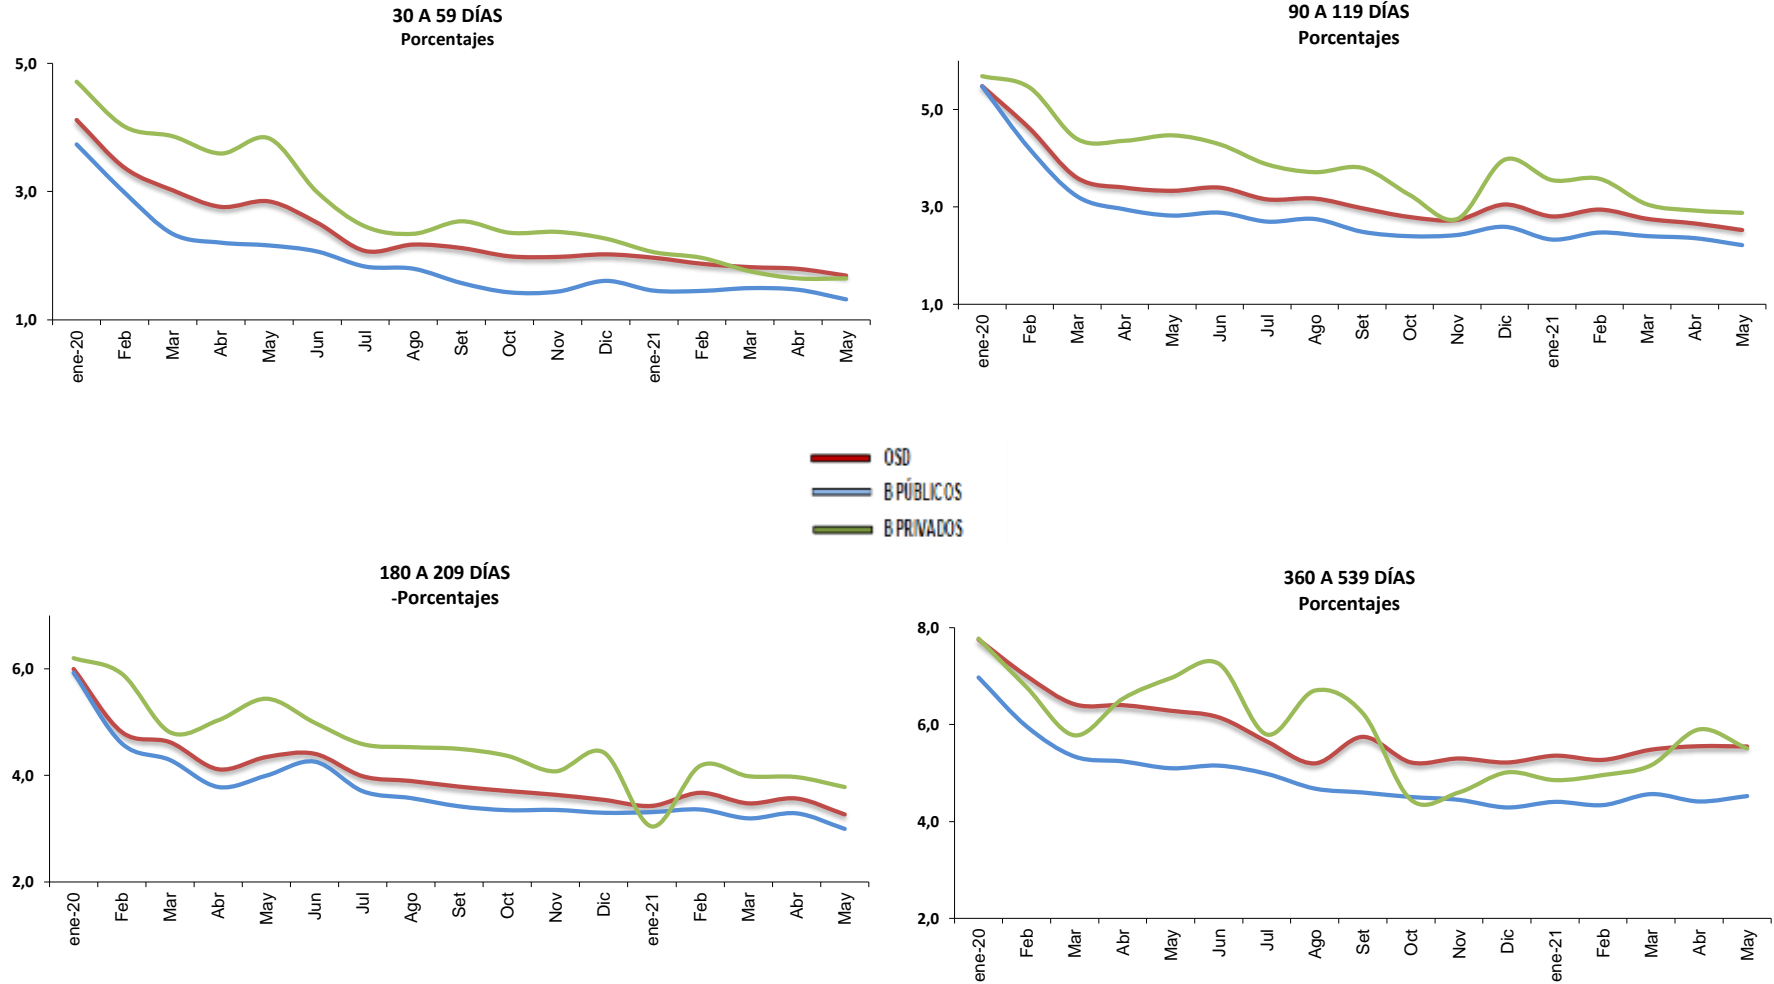 30 A 59 DÍAS
Porcentajes
5,0
3,0
1,0
ene-20 Feb Mar Abr May Jun Jul Ago Set Oct Nov Dic ene-21 Feb Mar Abr May
90 A 119 DÍAS
Porcentajes
5,0
3,0
1,0
ene-20 Feb Mar Abr May Jun Jul Ago Set Oct Nov Dic ene-21 Feb Mar Abr May
OSD
B PÚBLICOS
B PRIVADOS
180 A 209 DÍAS
-Porcentajes
6,0
4,0
2,0
ene-20 Feb Mar Abr May Jun Jul Ago Set Oct Nov Dic ene-21 Feb Mar Abr May
360 A 539 DÍAS
Porcentajes
8,0
6,0
4,0
2,0
ene-20 Feb Mar Abr May Jun Jul Ago Set Oct Nov Dic ene-21 Feb Mar Abr May